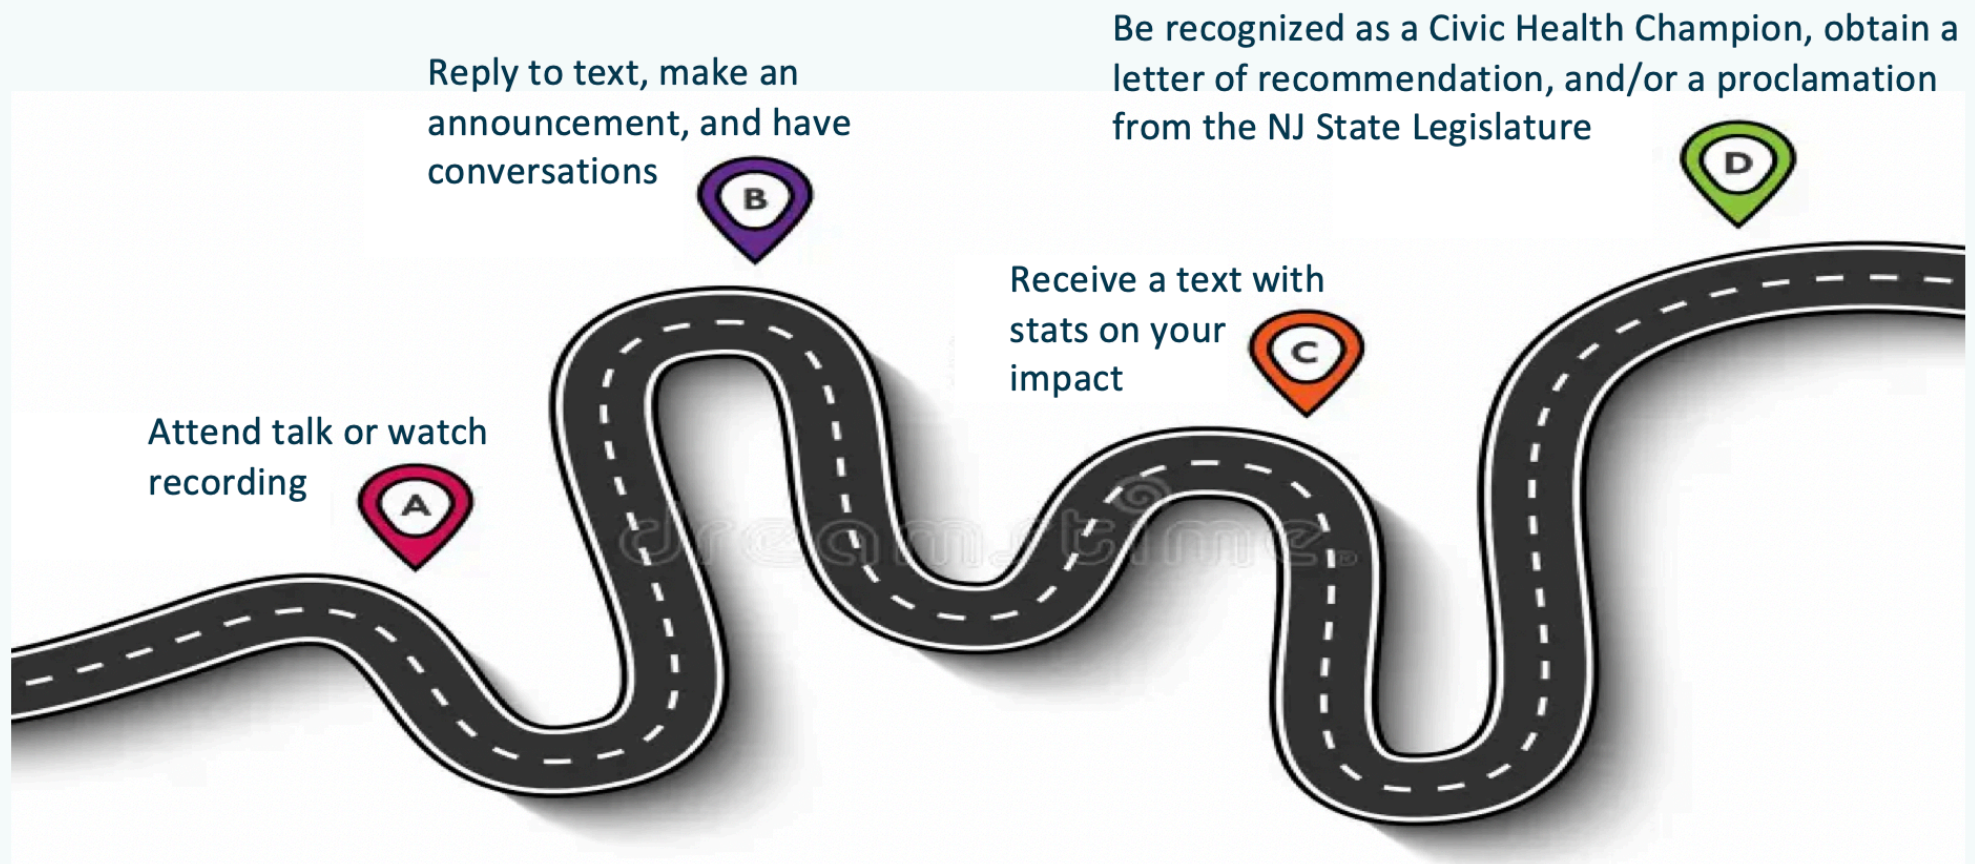 Attend talk or watch
recording
A
Reply to text, make an
announcement, and have
conversations
B
Receive a text with
stats on your
impact
C
Be recognized as a Civic Health Champion, obtain a
letter of recommendation, and/or a proclamation
from the NJ State Legislature
D
dreamstime.